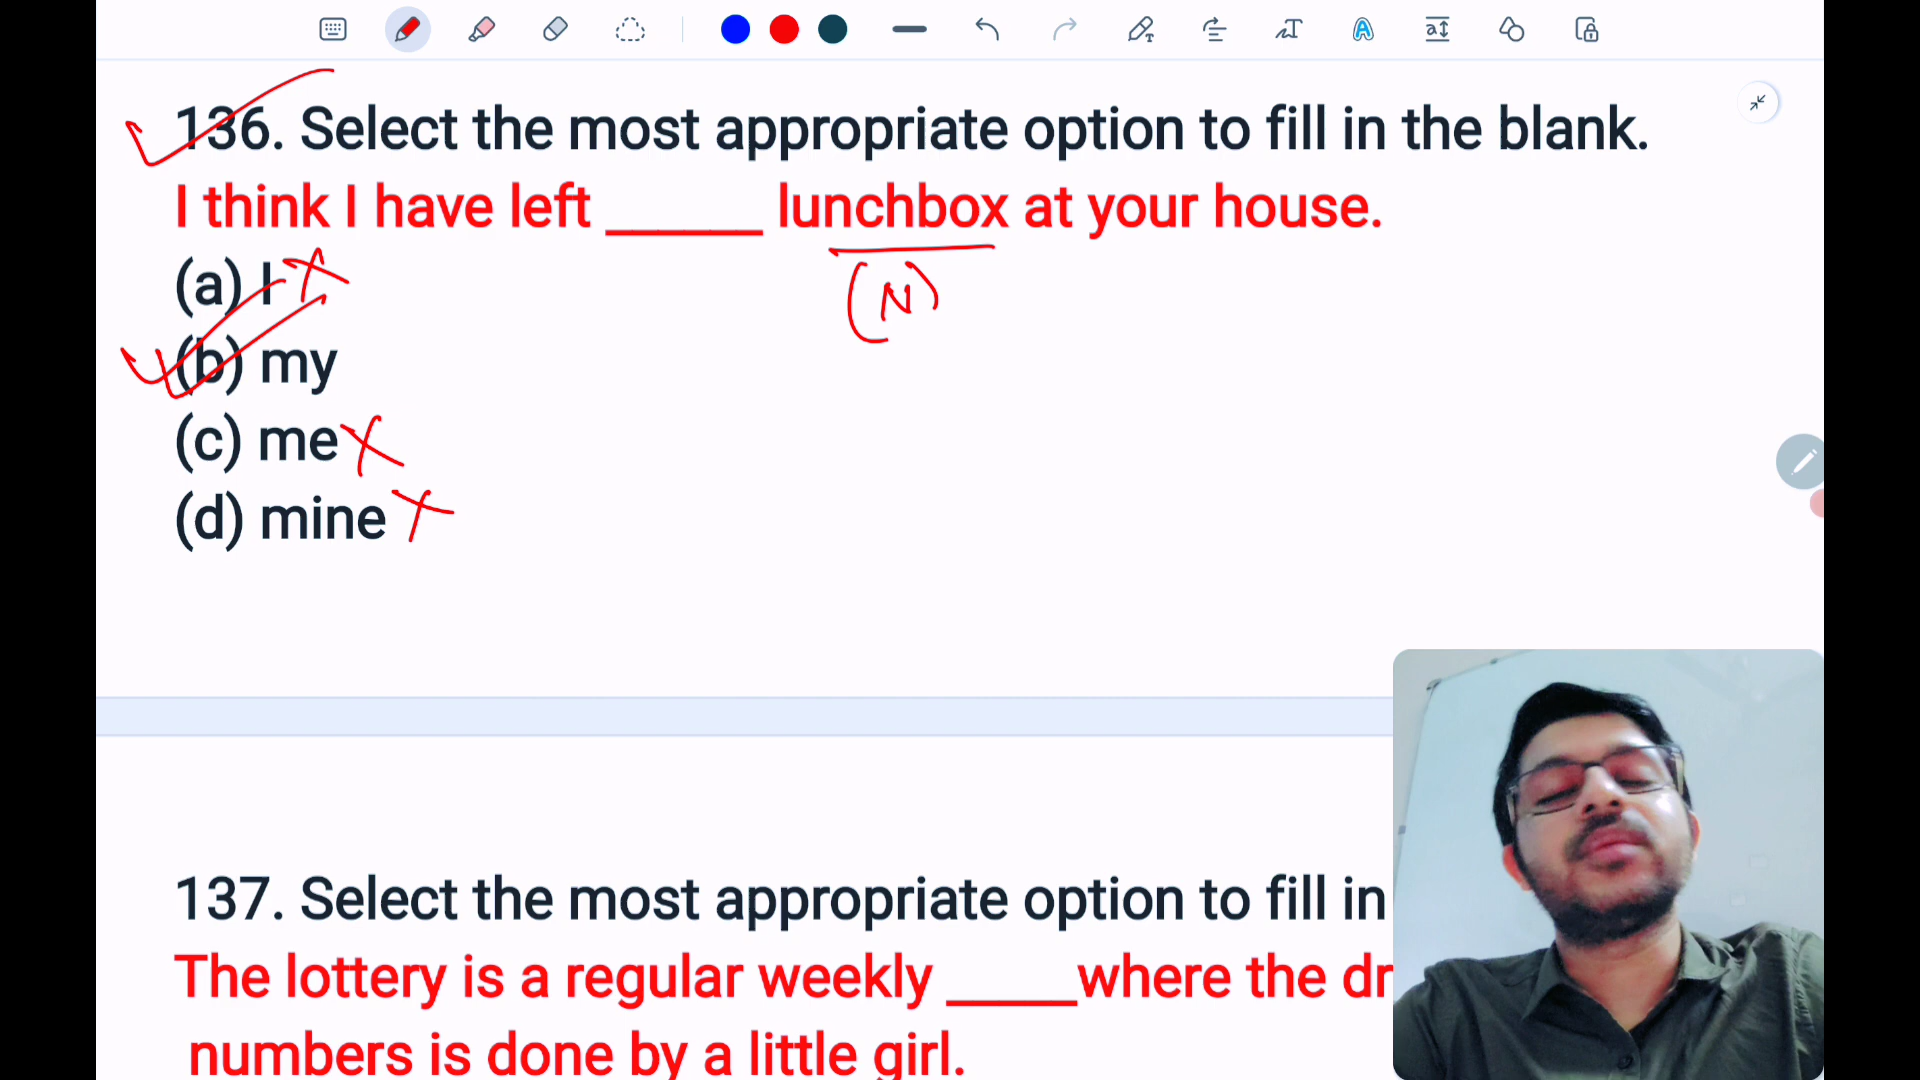 136. Select the most appropriate option to fill in the blank.
I think I have left ______ lunchbox at your house.
(N)
(a) I
(b) my
(c) me
(d) mine
137. Select the most appropriate option to fill in
The lottery is a regular weekly _____where the dr
numbers is done by a little girl.